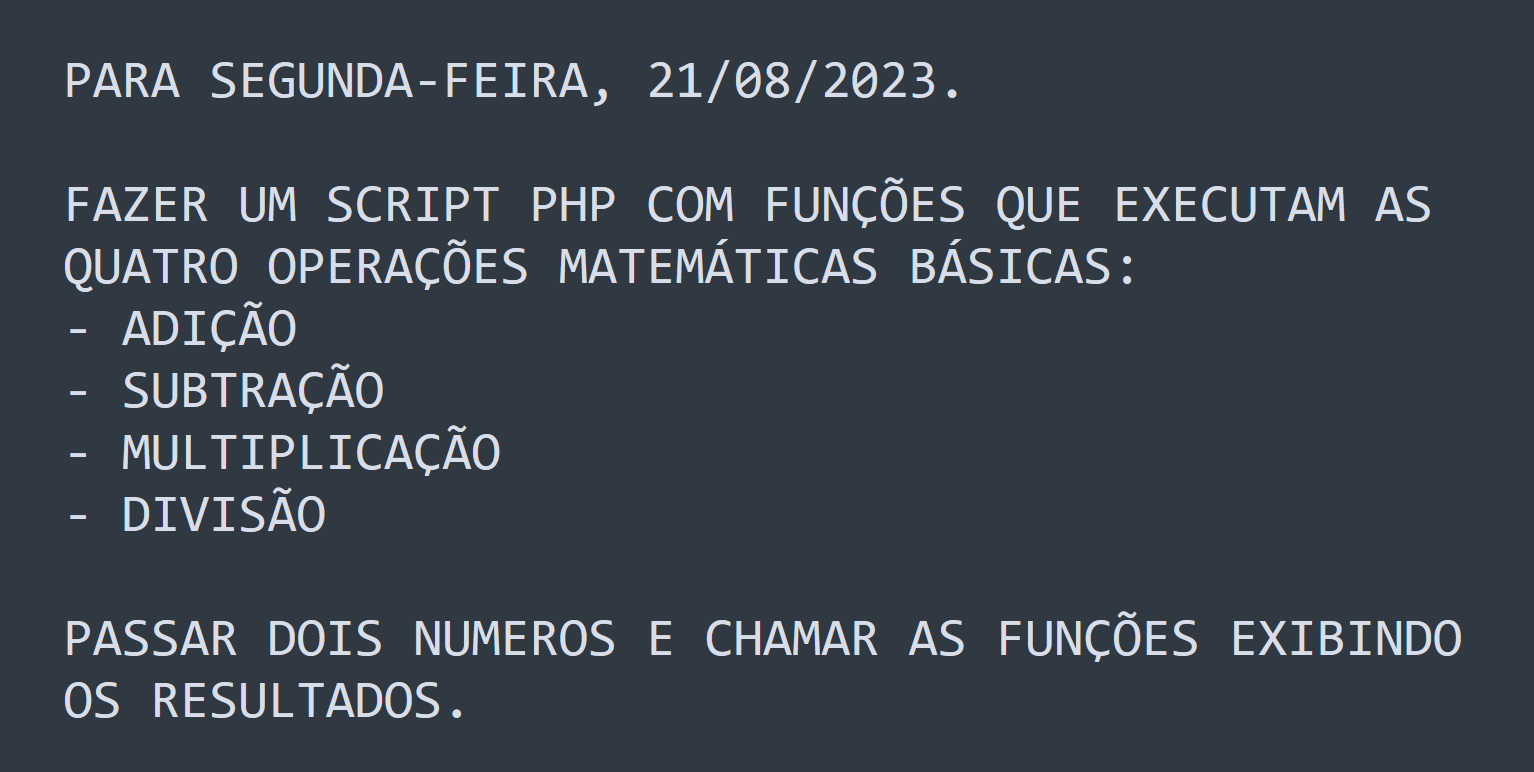 PARA SEGUNDA-FEIRA, 21/08/2023.
FAZER UM SCRIPT PHP COM FUNÇÕES QUE EXECUTAM AS
QUATRO OPERAÇÕES MATEMÁTICAS BÁSICAS:
- ADIÇÃO
- SUBTRAÇÃO
- MULTIPLICAÇÃO
- DIVISÃO
PASSAR DOIS NUMEROS E CHAMAR AS FUNÇÕES EXIBINDO
OS RESULTADOS.